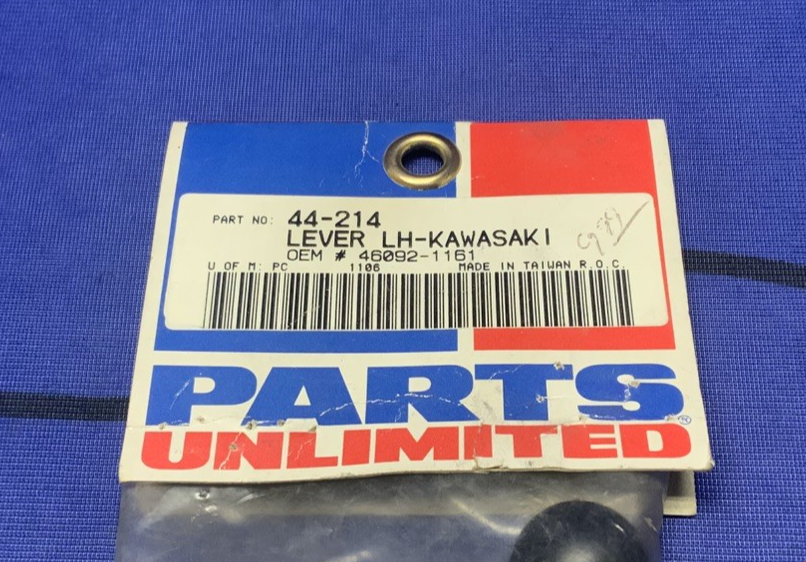 PART NO: 44-214
LEVER LH-KAWASAKI
OEM # 46092-1161
U OF M: PC 1106 MADE IN TAIWAN R.O.C.
PARTS
UNLIMITED®